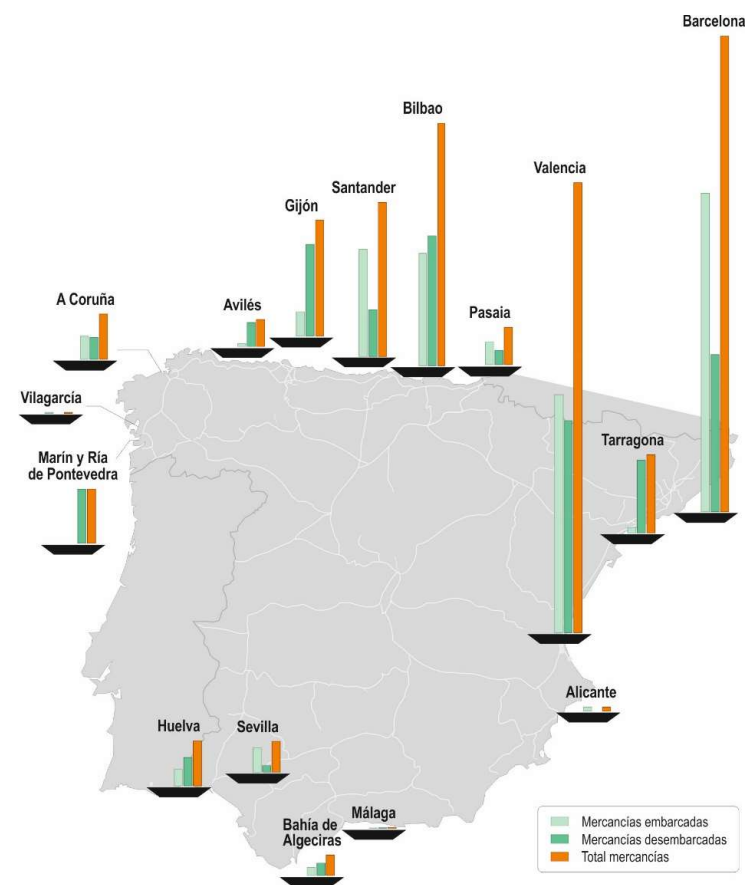 Barcelona
Bilbao
Valencia
Santander
Gijón
A Coruña
Avilés
Pasaia
Vilagarcía
Tarragona
Marín y Ría
de Pontevedra
Alicante
Huelva
Sevilla
Málaga
Bahía de
Algeciras
Mercancías embarcadas
Mercancías desembarcadas
Total mercancías